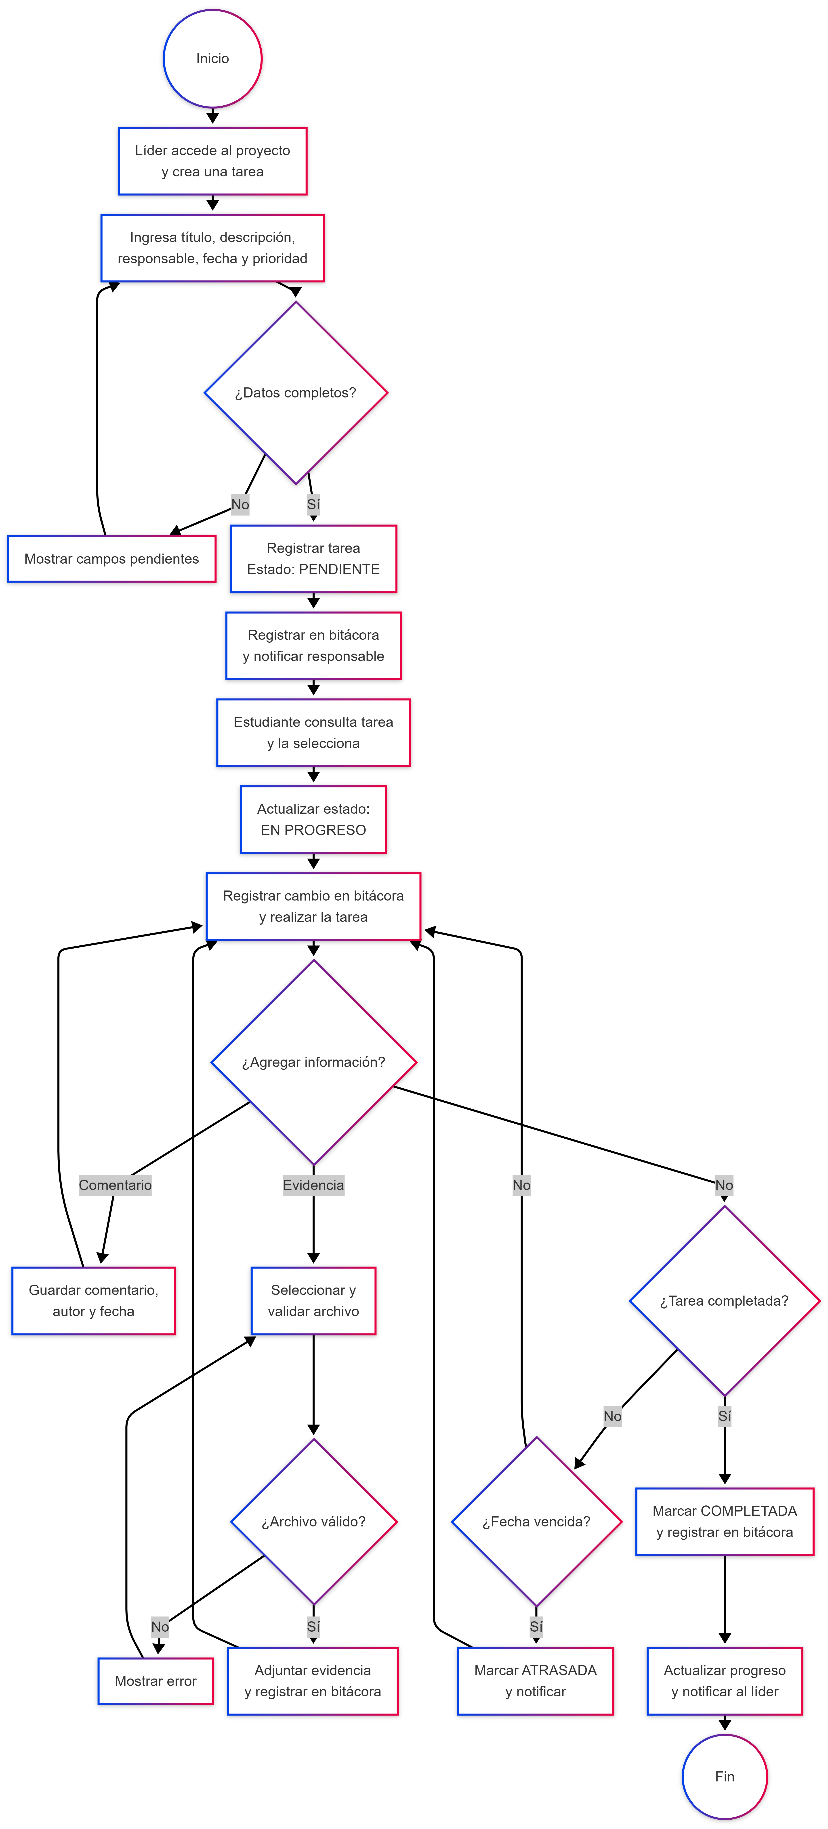 Inicio
Líder accede al proyecto
y crea una tarea
Ingresa título, descripción,
responsable, fecha y prioridad
¿Datos completos?
No
Sí
Mostrar campos pendientes
Registrar tarea
Estado: PENDIENTE
Registrar en bitácora
y notificar responsable
Estudiante consulta tarea
y la selecciona
Actualizar estado:
EN PROGRESO
Registrar cambio en bitácora
y realizar la tarea
¿Agregar información?
Comentario
Evidencia
No
No
Guardar comentario,
autor y fecha
Seleccionar y
validar archivo
¿Tarea completada?
No
Sí
¿Archivo válido?
¿Fecha vencida?
Marcar COMPLETADA
y registrar en bitácora
No
Sí
Sí
Mostrar error
Adjuntar evidencia
y registrar en bitácora
Marcar ATRASADA
y notificar
Actualizar progreso
y notificar al líder
Fin